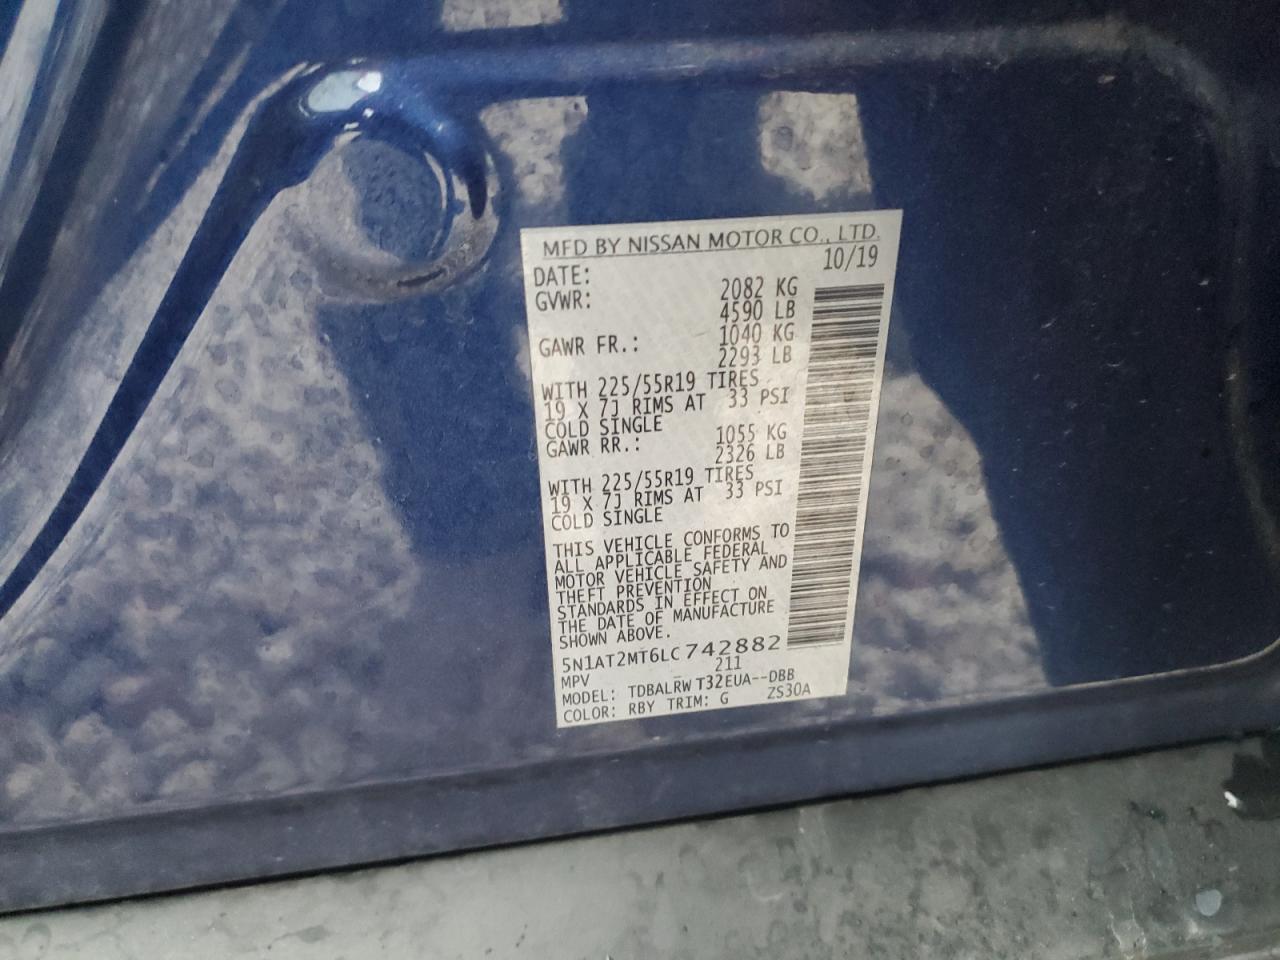 MFD BY NISSAN MOTOR CO., LTD.
DATE: 10/19
GVWR: 2082 KG
4590 LB
GAWR FR.: 1040 KG
2293 LB
WITH 225/55R19 TIRES
19 X 7J RIMS AT 33 PSI
COLD SINGLE
GAWR RR.: 1055 KG
2326 LB
WITH 225/55R19 TIRES
19 X 7J RIMS AT 33 PSI
COLD SINGLE
THIS VEHICLE CONFORMS TO
ALL APPLICABLE FEDERAL
MOTOR VEHICLE SAFETY AND
THEFT PREVENTION
STANDARDS IN EFFECT ON
THE DATE OF MANUFACTURE
SHOWN ABOVE.
5N1AT2MT6LC742882
MPV 211
MODEL: TDBALRW T32EUA--DBB
COLOR: RBY TRIM: G ZS30A